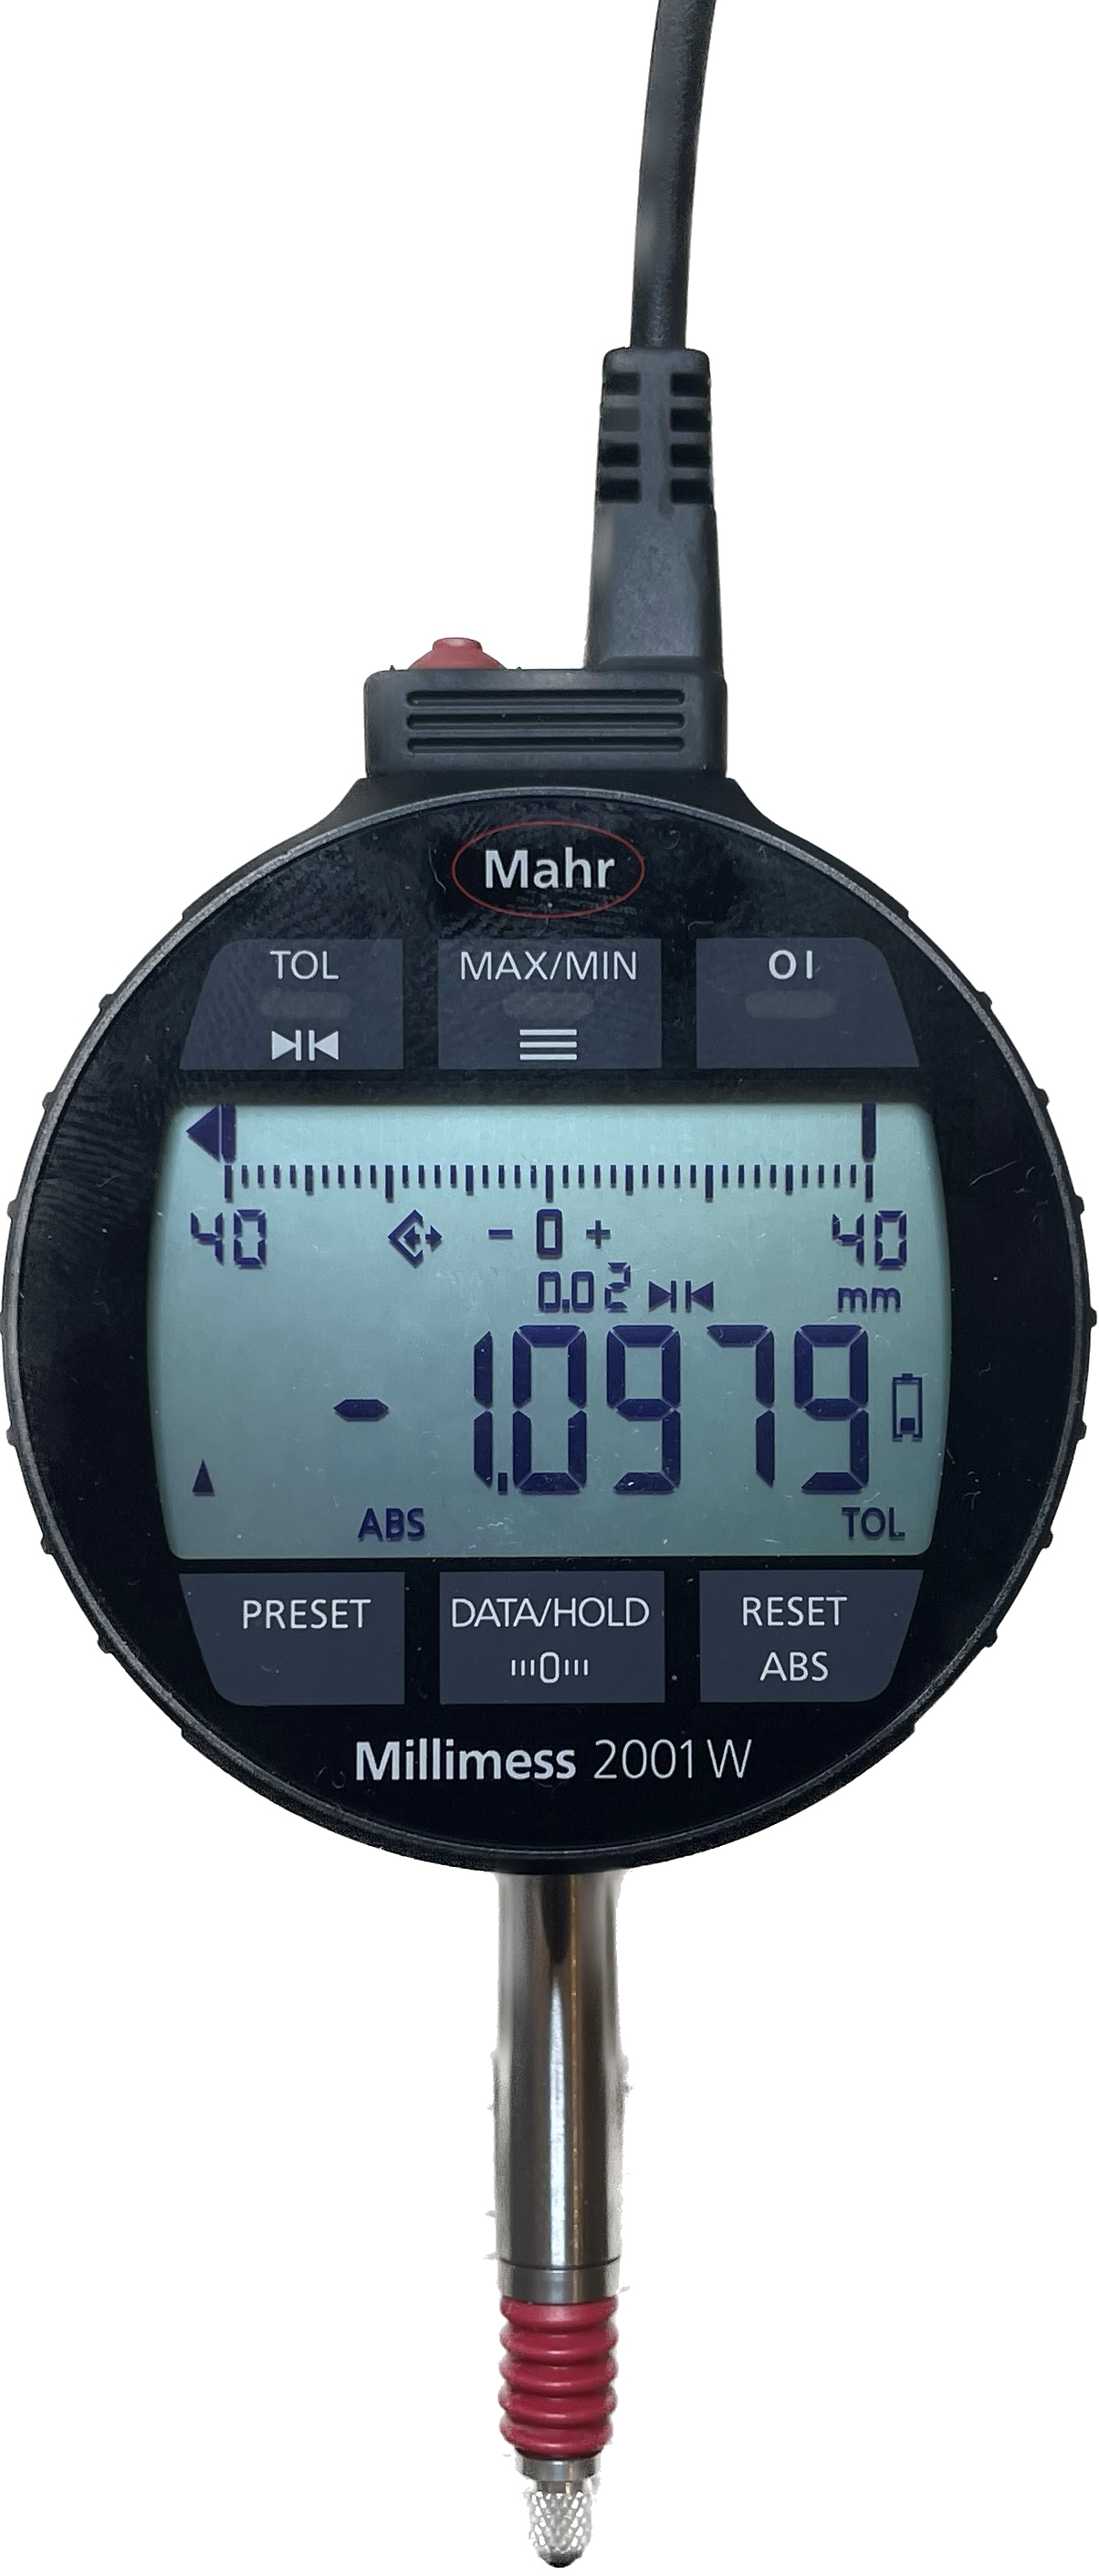 Mahr
TOL MAX/MIN OI
40 - 0 + 40
0.02 mm
- 1.0979
ABS TOL
PRESET DATA/HOLD RESET
0 ABS
Millimess 2001 W